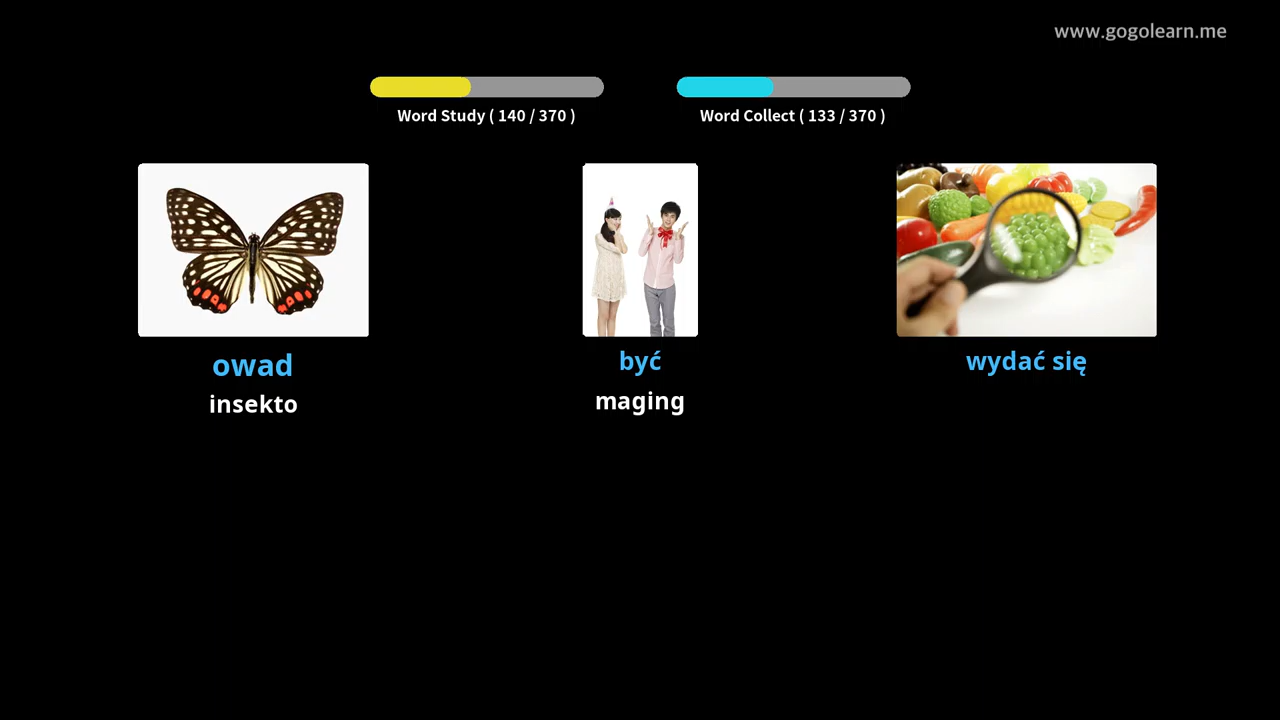 www.gogolearn.me
Word Study ( 140 / 370 )
Word Collect ( 133 / 370 )
owad
insekto
być
maging
wydać się